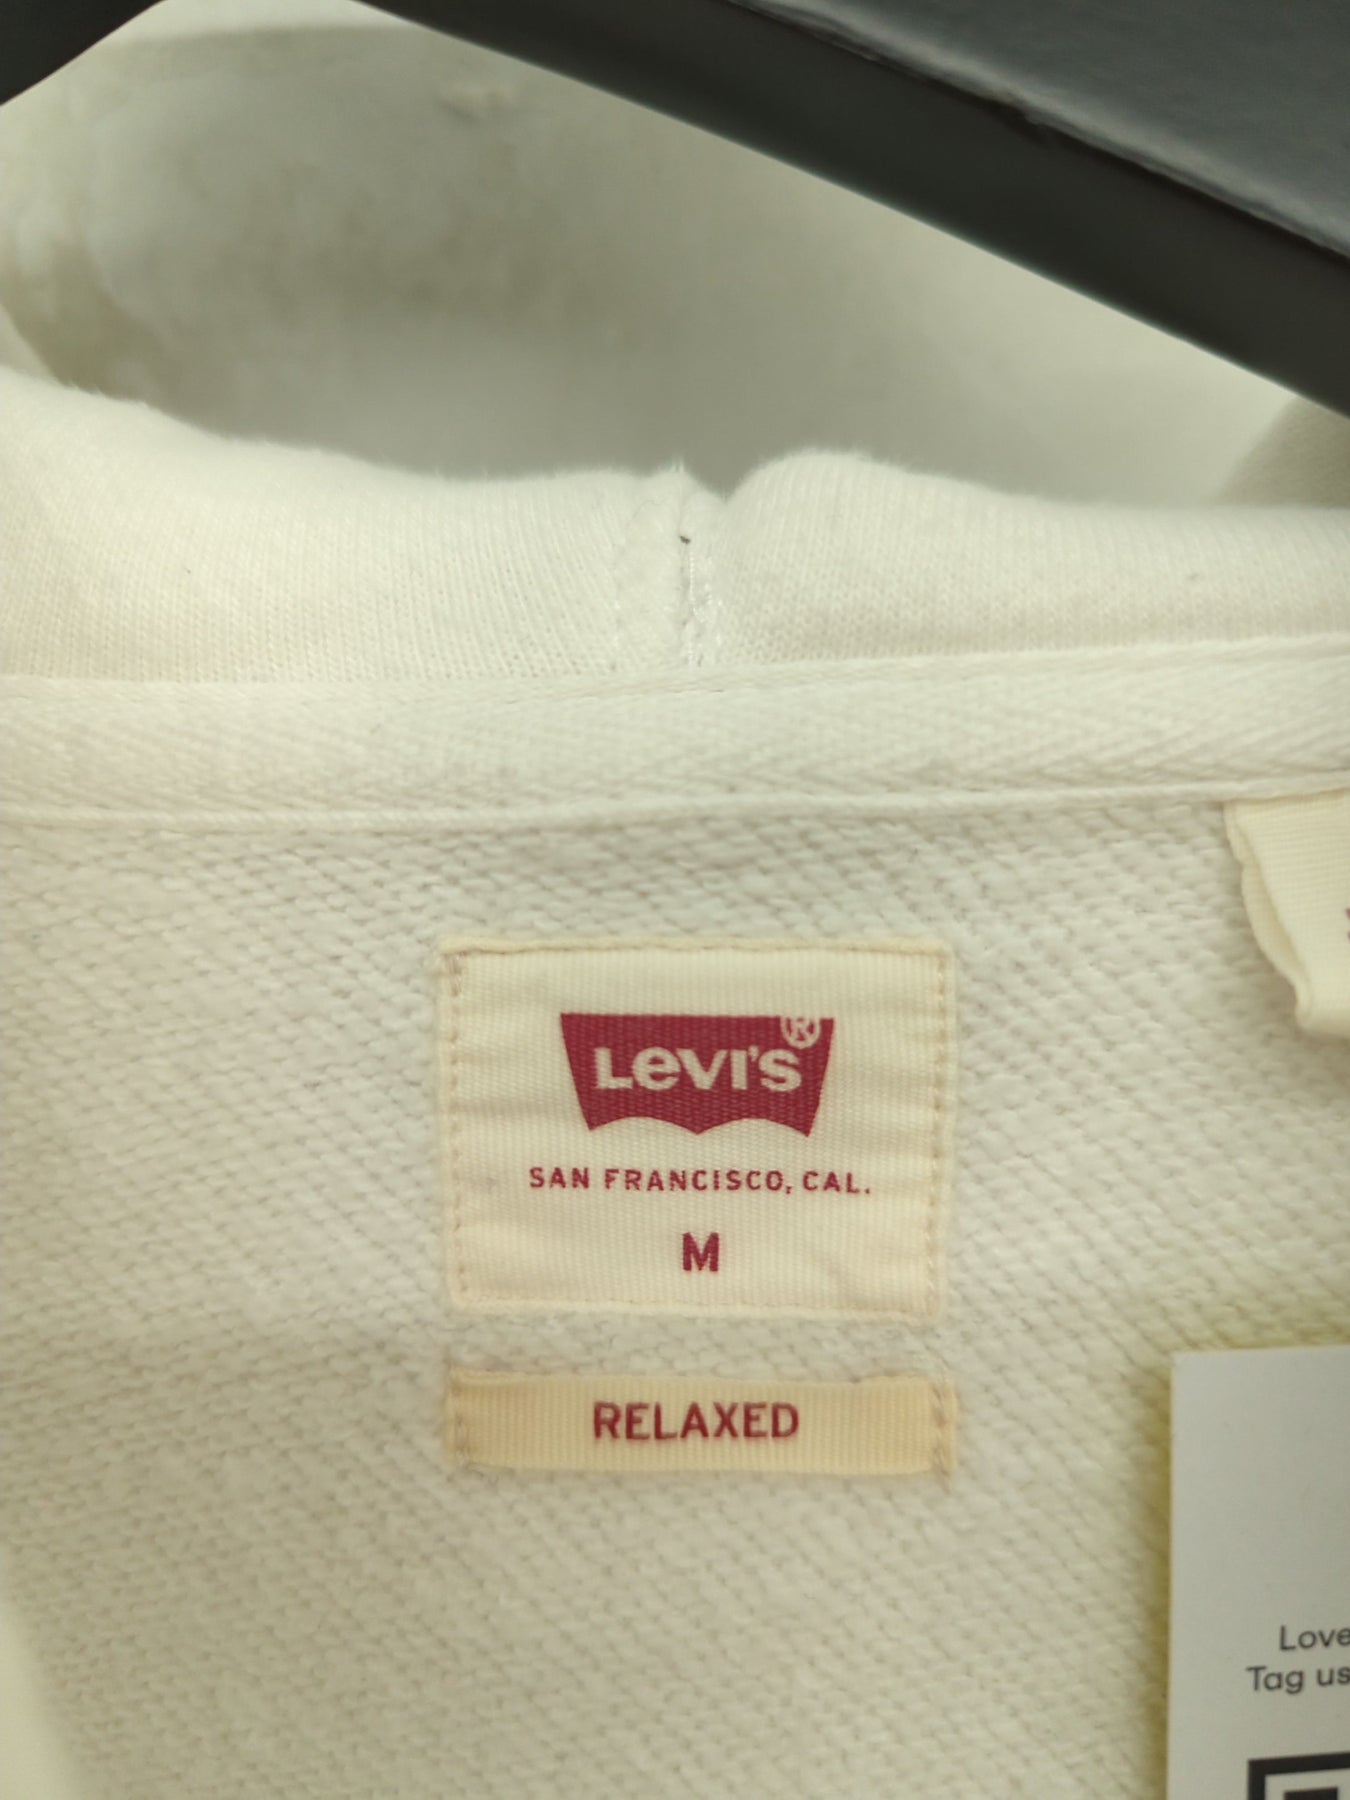 Levi's®
SAN FRANCISCO, CAL.
M
RELAXED
Love
Tag us